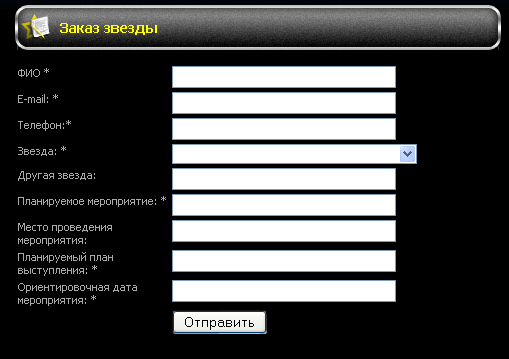 Заказ звезды
ФИО *
E-mail: *
Телефон:*
Звезда: *
Другая звезда:
Планируемое мероприятие: *
Место проведения
мероприятия:
Планируемый план
выступления: *
Ориентировочная дата
мероприятия: *
Отправить